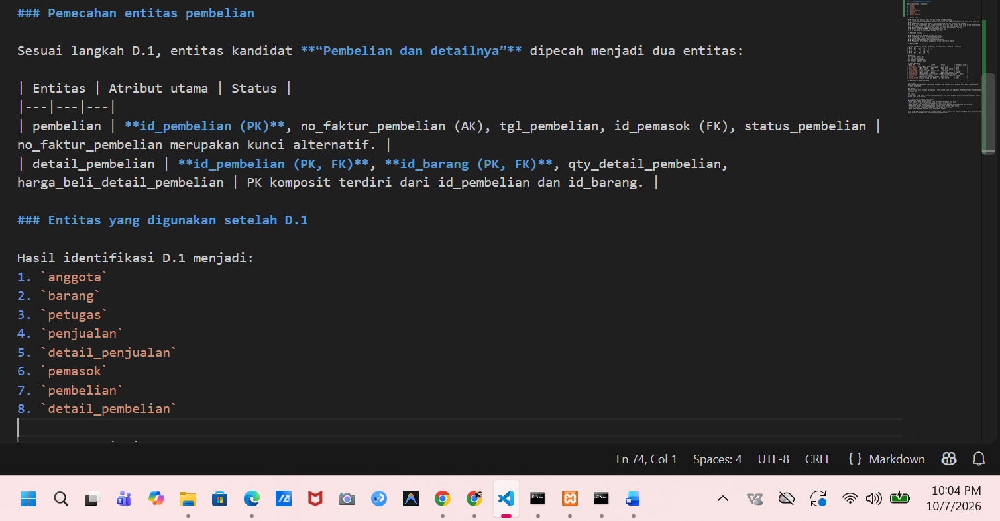 ### Pemecahan entitas pembelian
Sesuai langkah D.1, entitas kandidat **“Pembelian dan detailnya”** dipecah menjadi dua entitas:
| Entitas | Atribut utama | Status |
|---|---|---|
| pembelian | **id_pembelian (PK)**, no_faktur_pembelian (AK), tgl_pembelian, id_pemasok (FK), status_pembelian |
no_faktur_pembelian merupakan kunci alternatif. |
| detail_pembelian | **id_pembelian (PK, FK)**, **id_barang (PK, FK)**, qty_detail_pembelian,
harga_beli_detail_pembelian | PK komposit terdiri dari id_pembelian dan id_barang. |
### Entitas yang digunakan setelah D.1
Hasil identifikasi D.1 menjadi:
1. `anggota`
2. `barang`
3. `petugas`
4. `penjualan`
5. `detail_penjualan`
6. `pemasok`
7. `pembelian`
8. `detail_pembelian`
Ln 74, Col 1 Spaces: 4 UTF-8 CRLF { } Markdown
10:04 PM
10/7/2026